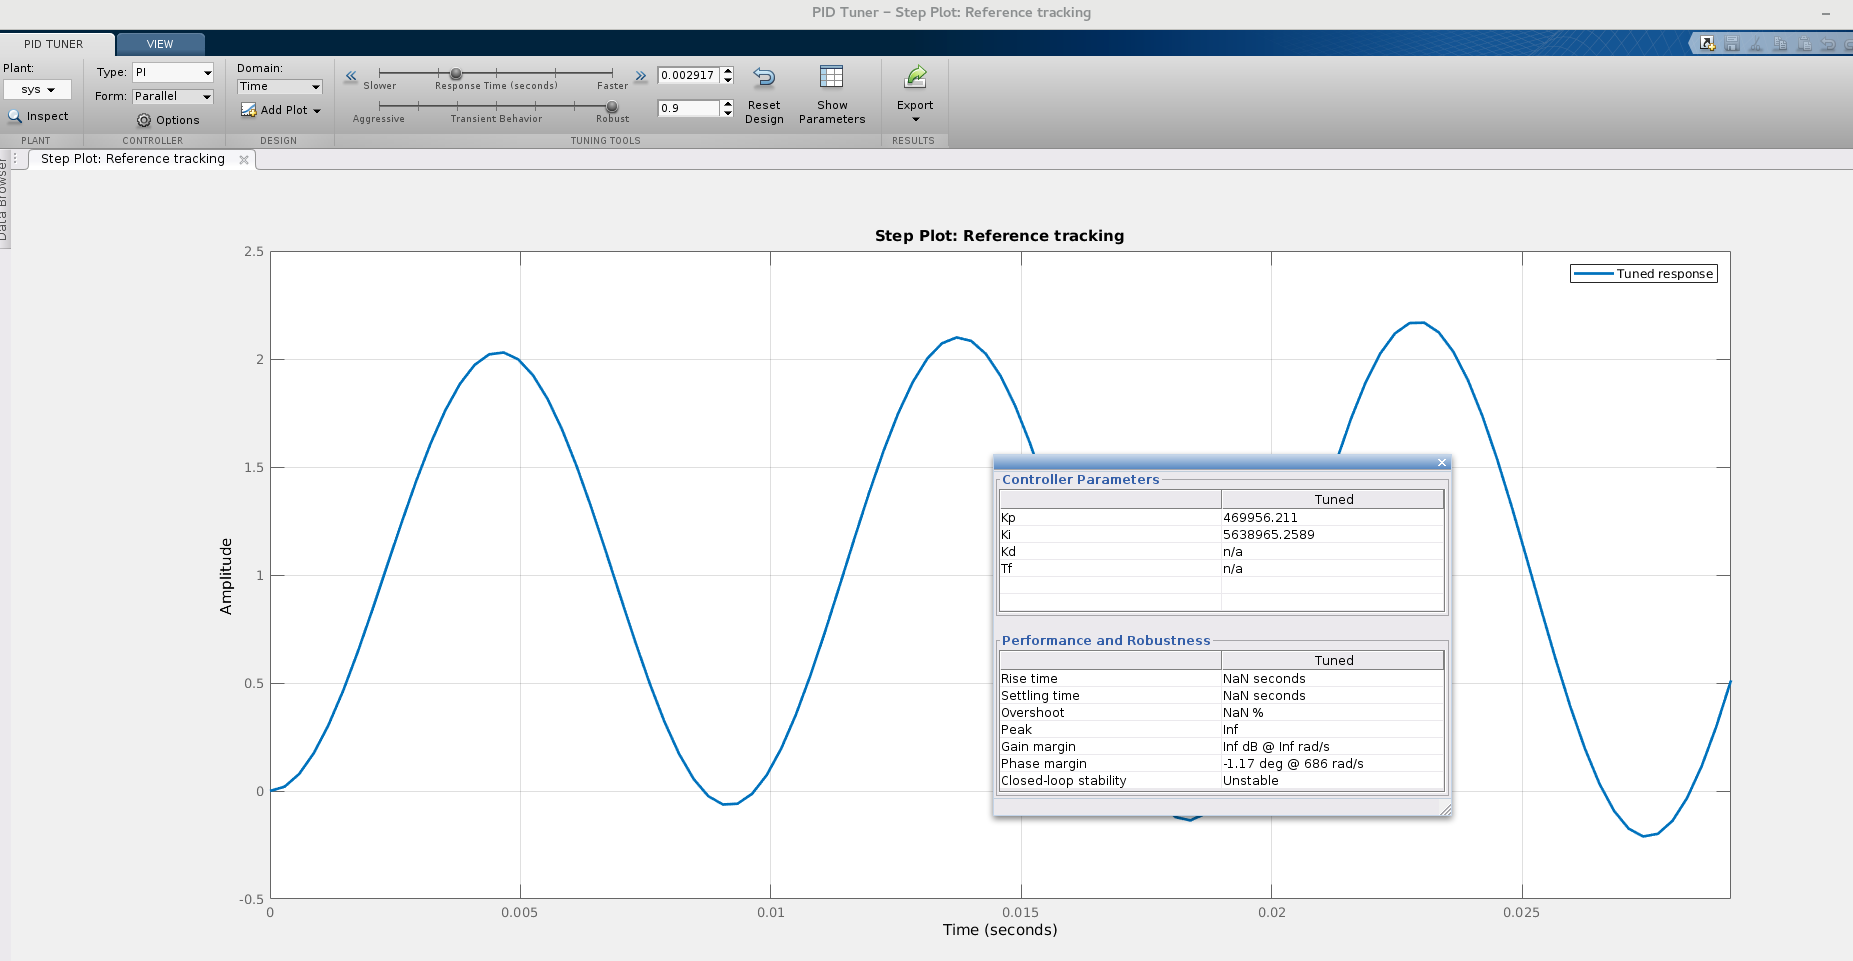 PID Tuner – Step Plot: Reference tracking
PID TUNER
VIEW
Plant:
sys
Inspect
PLANT
Type: PI
Form: Parallel
Options
CONTROLLER
Domain:
Time
Add Plot
DESIGN
Slower
Response Time (seconds)
Faster
0.002917
Aggressive
Transient Behavior
Robust
0.9
Reset Design
Show Parameters
TUNING TOOLS
Export
RESULTS
Data Browser
Step Plot: Reference tracking
Step Plot: Reference tracking
Tuned response
2.5
2
1.5
1
0.5
0
-0.5
Amplitude
0 0.005 0.01 0.015 0.02 0.025
Time (seconds)
Controller Parameters
Tuned
Kp 469956.211
Ki 5638965.2589
Kd n/a
Tf n/a
Performance and Robustness
Tuned
Rise time NaN seconds
Settling time NaN seconds
Overshoot NaN %
Peak Inf
Gain margin Inf dB @ Inf rad/s
Phase margin -1.17 deg @ 686 rad/s
Closed-loop stability Unstable